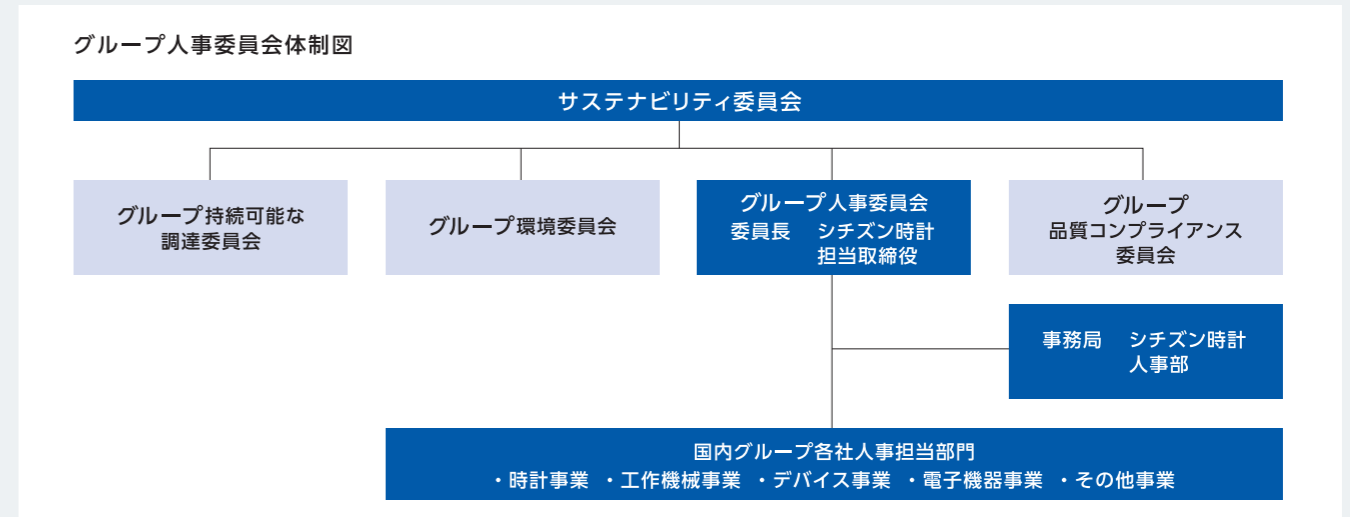 グループ人事委員会体制図
サステナビリティ委員会
グループ持続可能な
調達委員会
グループ環境委員会
グループ人事委員会
委員長　シチズン時計
担当取締役
グループ
品質コンプライアンス
委員会
事務局　シチズン時計
人事部
国内グループ各社人事担当部門
・時計事業 ・工作機械事業 ・デバイス事業 ・電子機器事業 ・その他事業